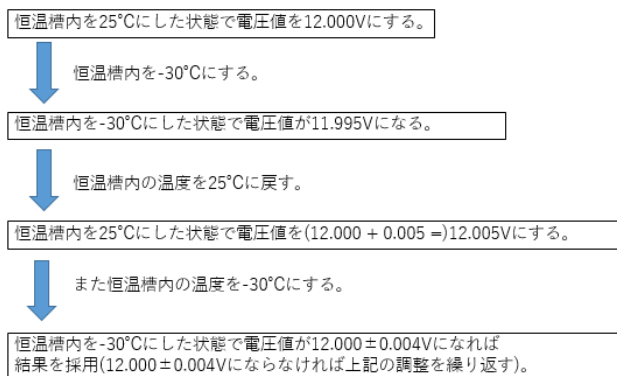 恒温槽内を25℃にした状態で電圧値を12.000Vにする。
恒温槽内を-30℃にする。
恒温槽内を-30℃にした状態で電圧値が11.995Vになる。
恒温槽内の温度を25℃に戻す。
恒温槽内を25℃にした状態で電圧値を(12.000 + 0.005 =)12.005Vにする。
また恒温槽内の温度を-30℃にする。
恒温槽内を-30℃にした状態で電圧値が12.000±0.004Vになれば
結果を採用(12.000±0.004Vにならなければ上記の調整を繰り返す)。